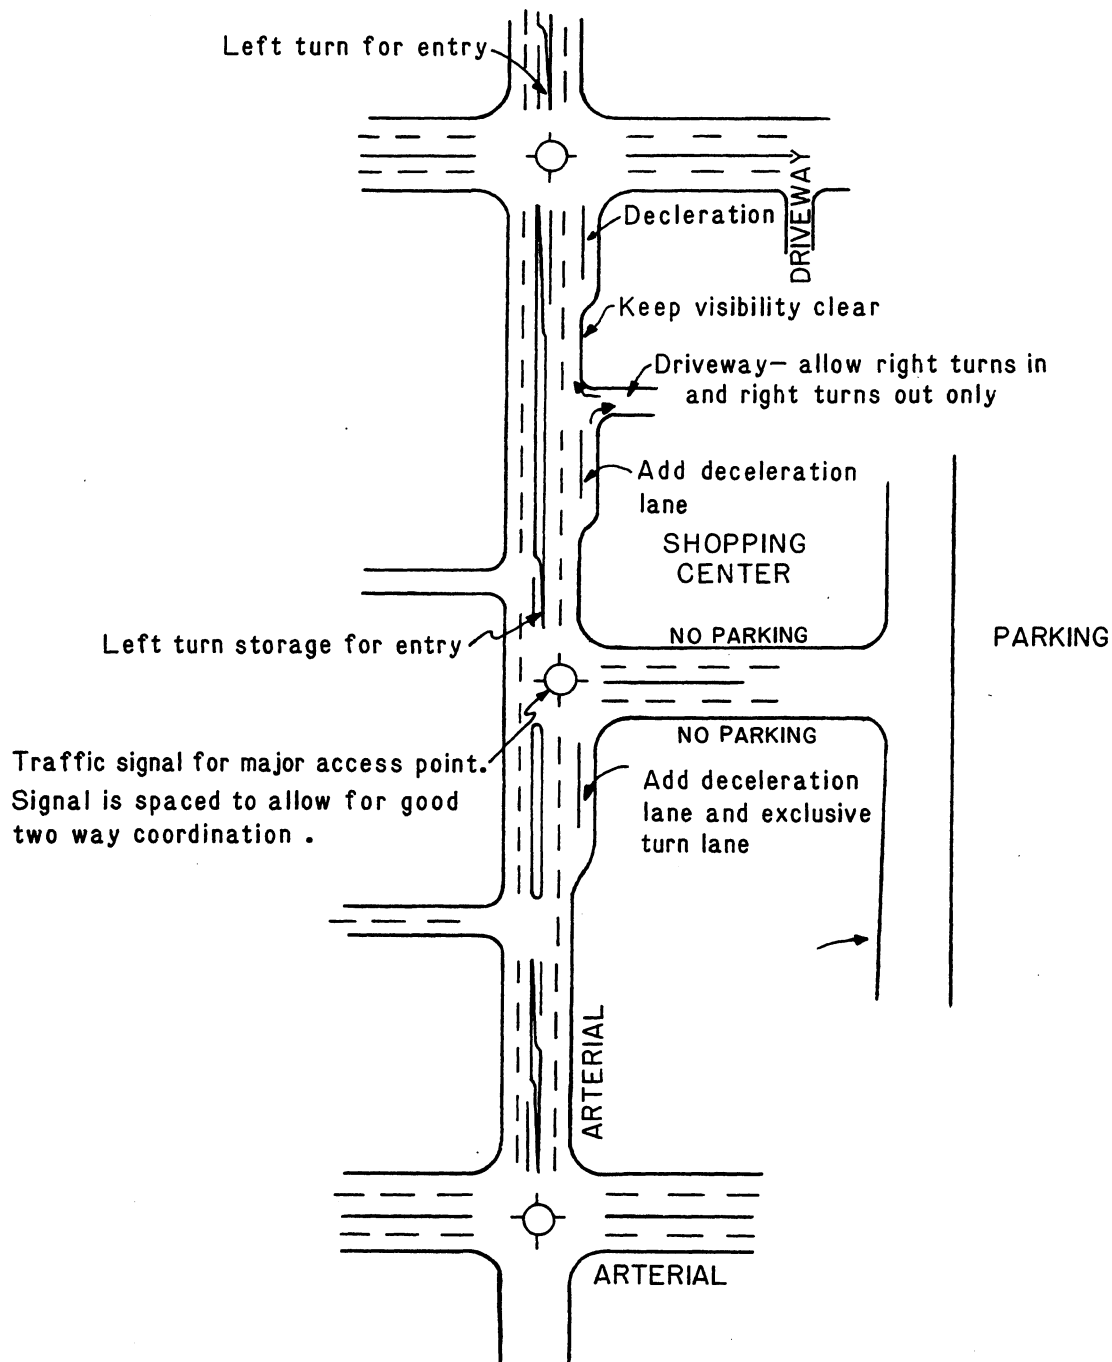 Left turn for entry
DRIVEWAY
Decleration
Keep visibility clear
Driveway— allow right turns in
and right turns out only
Add deceleration
lane
SHOPPING
CENTER
NO PARKING
Left turn storage for entry
PARKING
NO PARKING
Traffic signal for major access point.
Signal is spaced to allow for good
two way coordination .
Add deceleration
lane and exclusive
turn lane
ARTERIAL
ARTERIAL